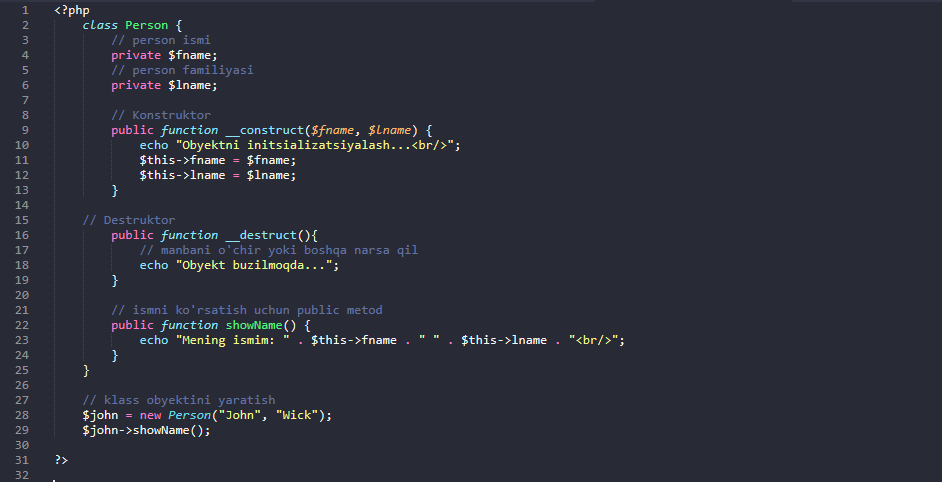 1 <?php
2 class Person {
3 // person ismi
4 private $fname;
5 // person familiyasi
6 private $lname;
7
8 // Konstruktor
9 public function __construct($fname, $lname) {
10 echo "Obyektni initsializatsiyalash...<br/>";
11 $this->fname = $fname;
12 $this->lname = $lname;
13 }
14
15 // Destruktor
16 public function __destruct(){
17 // manbani o'chir yoki boshqa narsa qil
18 echo "Obyekt buzilmoqda...";
19 }
20
21 // ismni ko'rsatish uchun public metod
22 public function showName() {
23 echo "Mening ismim: " . $this->fname . " " . $this->lname . "<br/>";
24 }
25 }
26
27 // klass obyektini yaratish
28 $john = new Person("John", "Wick");
29 $john->showName();
30
31 ?>
32